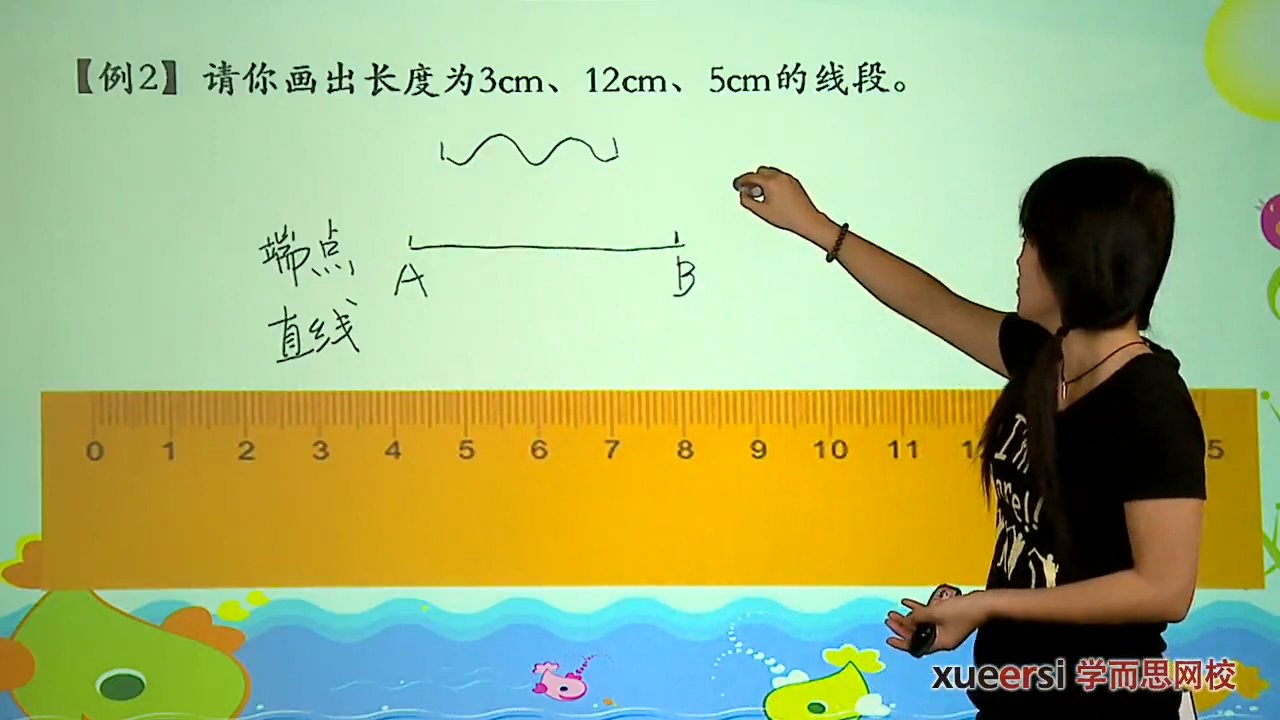 【例2】请你画出长度为3cm、12cm、5cm的线段。
端点
A B
直线
0 1 2 3 4 5 6 7 8 9 10 11 5
I'm
xueersi 学而思网校